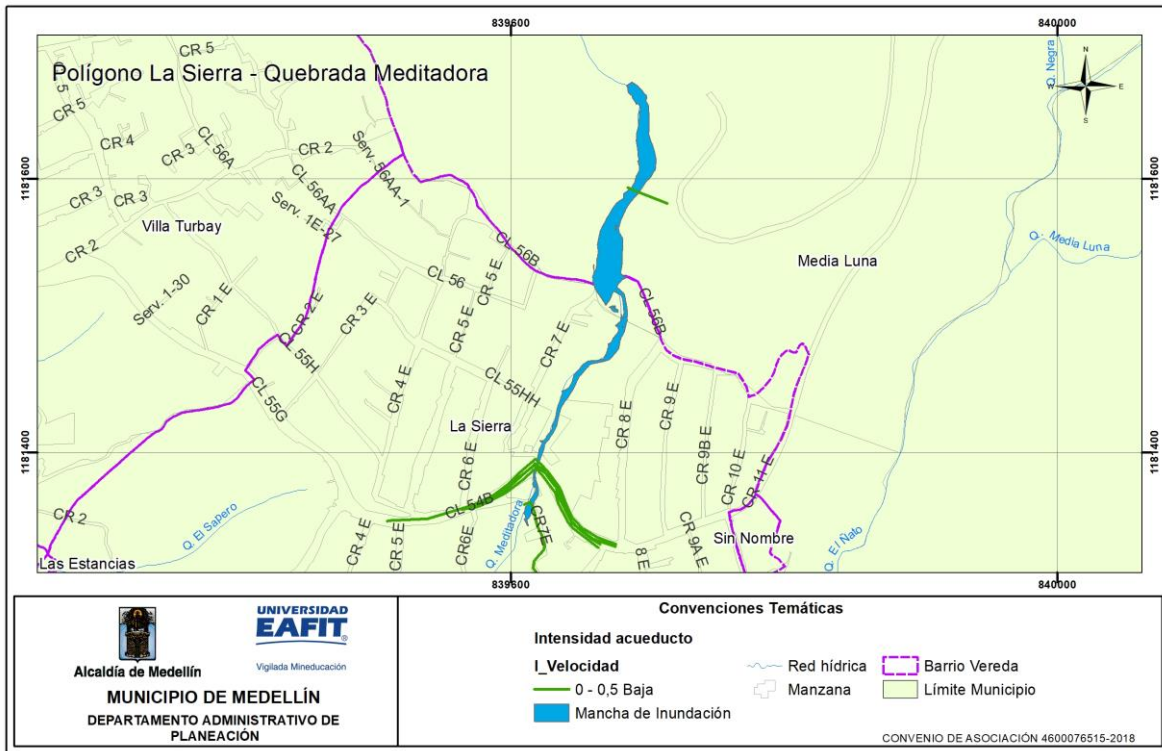 839600
840000
Polígono La Sierra - Quebrada Meditadora
CR 5
CR 5
CR 4
CR 3
CL 56A
CR 2
Serv. 56AA-1
CL 56AA
Serv. 1E-27
CR 3
CR 3
Villa Turbay
CR 2
Serv. 1-30
CR 1 E
CR 2 E
CR 3 E
CL 56
CL 56B
CR 5 E
CR 5 E
CR 7 E
CL 56B
Media Luna
Q. Negra
Q. Media Luna
N
W
E
S
1181600
1181600
CL 55H
CL 55G
CR 4 E
CL 55HH
La Sierra
CR 6 E
CR 8 E
CR 9 E
CR 9B E
CR 10 E
CR 11 E
1181400
1181400
CL 54B
CR 2
Q. El Sapero
Las Estancias
CR 4 E
CR 5 E
CR6E
Q. Meditadora
CR7E
8 E
CR 9A E
Sin Nombre
Q. El Ñato
839600
840000
Alcaldía de Medellín
UNIVERSIDAD
EAFIT
®
Vigilada Mineducación
MUNICIPIO DE MEDELLÍN
DEPARTAMENTO ADMINISTRATIVO DE
PLANEACIÓN
Convenciones Temáticas
Intensidad acueducto
I_Velocidad
0 - 0,5 Baja
Mancha de Inundación
Red hídrica
Manzana
Barrio Vereda
Límite Municipio
CONVENIO DE ASOCIACIÓN 4600076515-2018